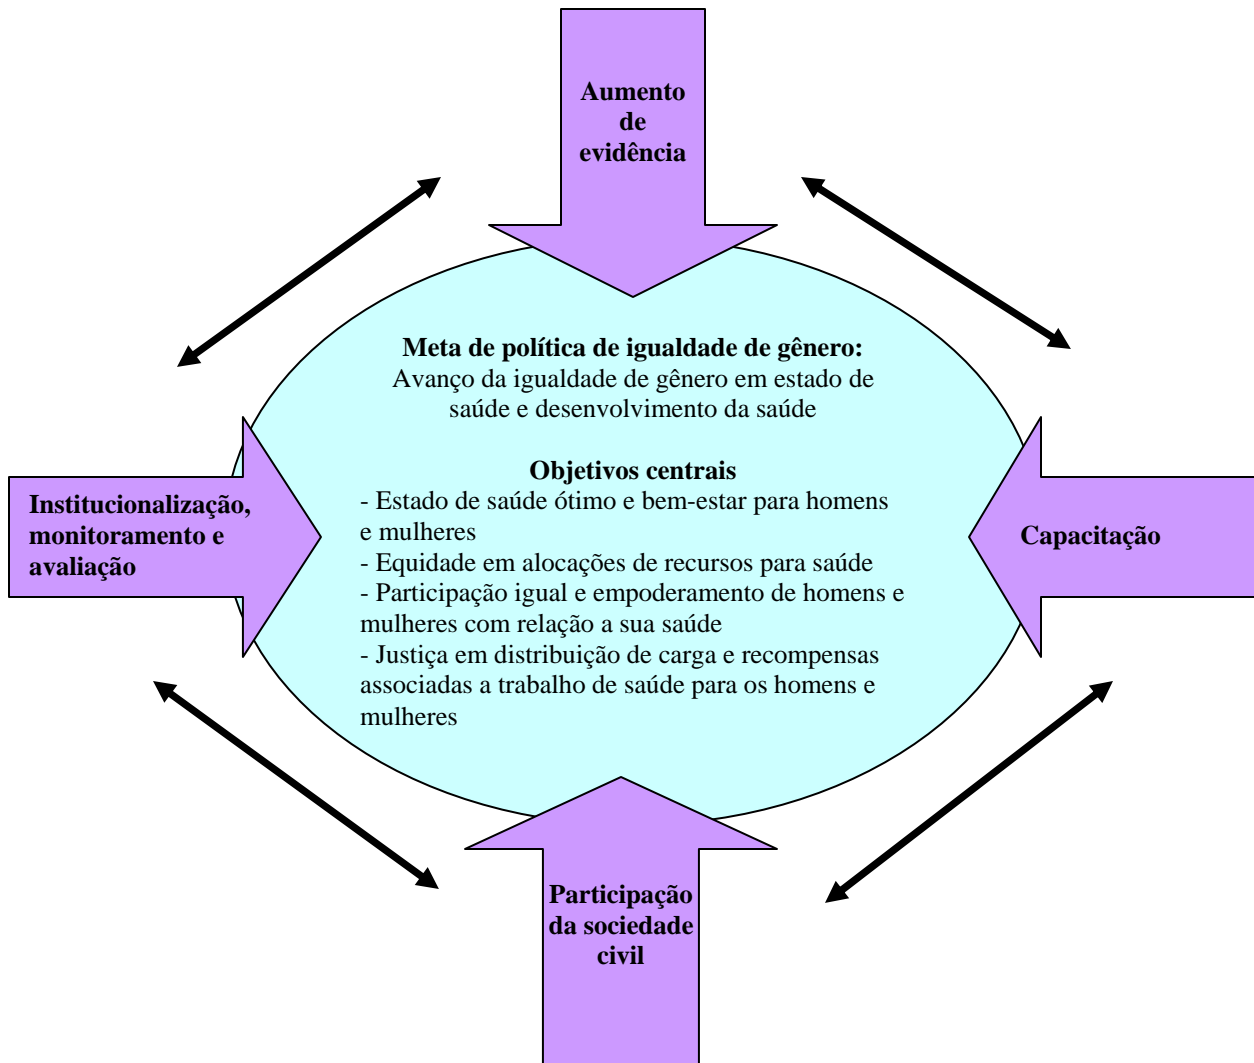 Aumento
de
evidência
Meta de política de igualdade de gênero:
Avanço da igualdade de gênero em estado de
saúde e desenvolvimento da saúde
Objetivos centrais
- Estado de saúde ótimo e bem-estar para homens
e mulheres
- Equidade em alocações de recursos para saúde
- Participação igual e empoderamento de homens e
mulheres com relação a sua saúde
- Justiça em distribuição de carga e recompensas
associadas a trabalho de saúde para os homens e
mulheres
Institucionalização,
monitoramento e
avaliação
Capacitação
Participação
da sociedade
civil